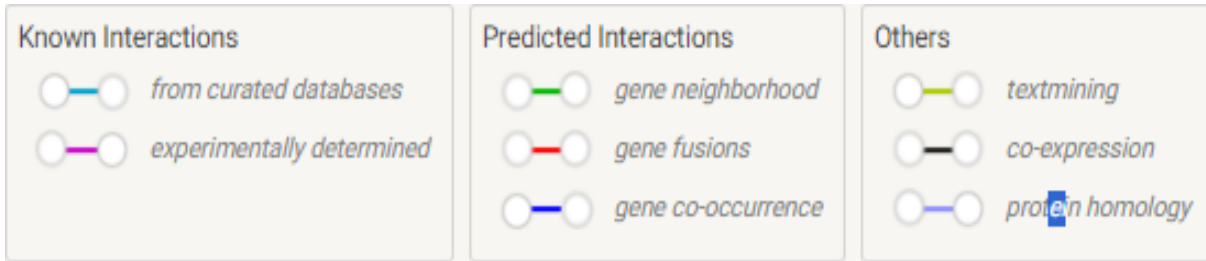 Known Interactions
from curated databases
experimentally determined
Predicted Interactions
gene neighborhood
gene fusions
gene co-occurrence
Others
textmining
co-expression
protein homology